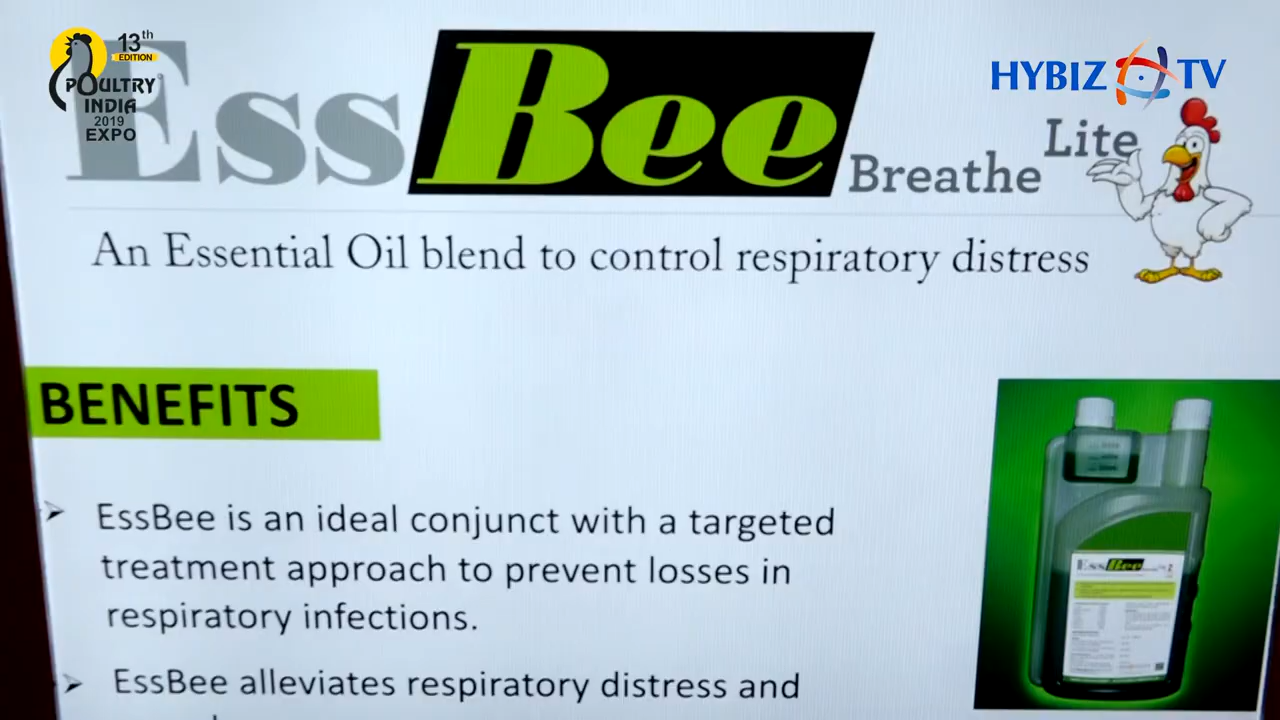 13th
EDITION
POULTRY
INDIA
2019
EXPO
HYBIZ TV
EssBee Breathe Lite
An Essential Oil blend to control respiratory distress
BENEFITS
EssBee is an ideal conjunct with a targeted
treatment approach to prevent losses in
respiratory infections.
EssBee alleviates respiratory distress and
EssBee